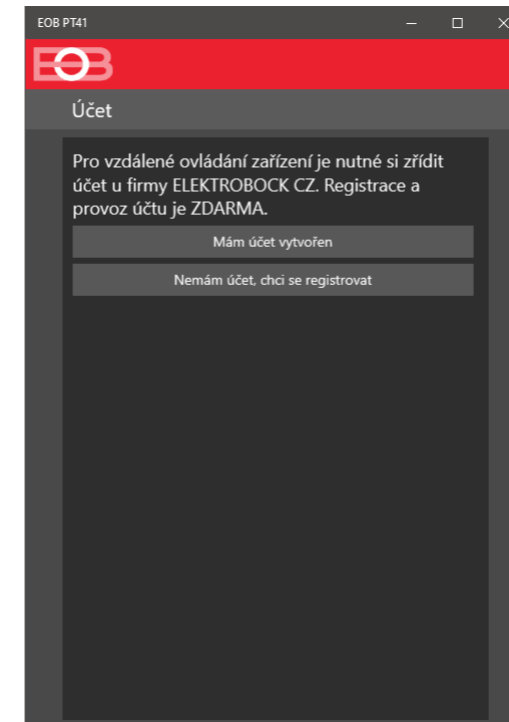 EOB PT41
EOB
Účet
Pro vzdálené ovládání zařízení je nutné si zřídit
účet u firmy ELEKTROBOCK CZ. Registrace a
provoz účtu je ZDARMA.
Mám účet vytvořen
Nemám účet, chci se registrovat